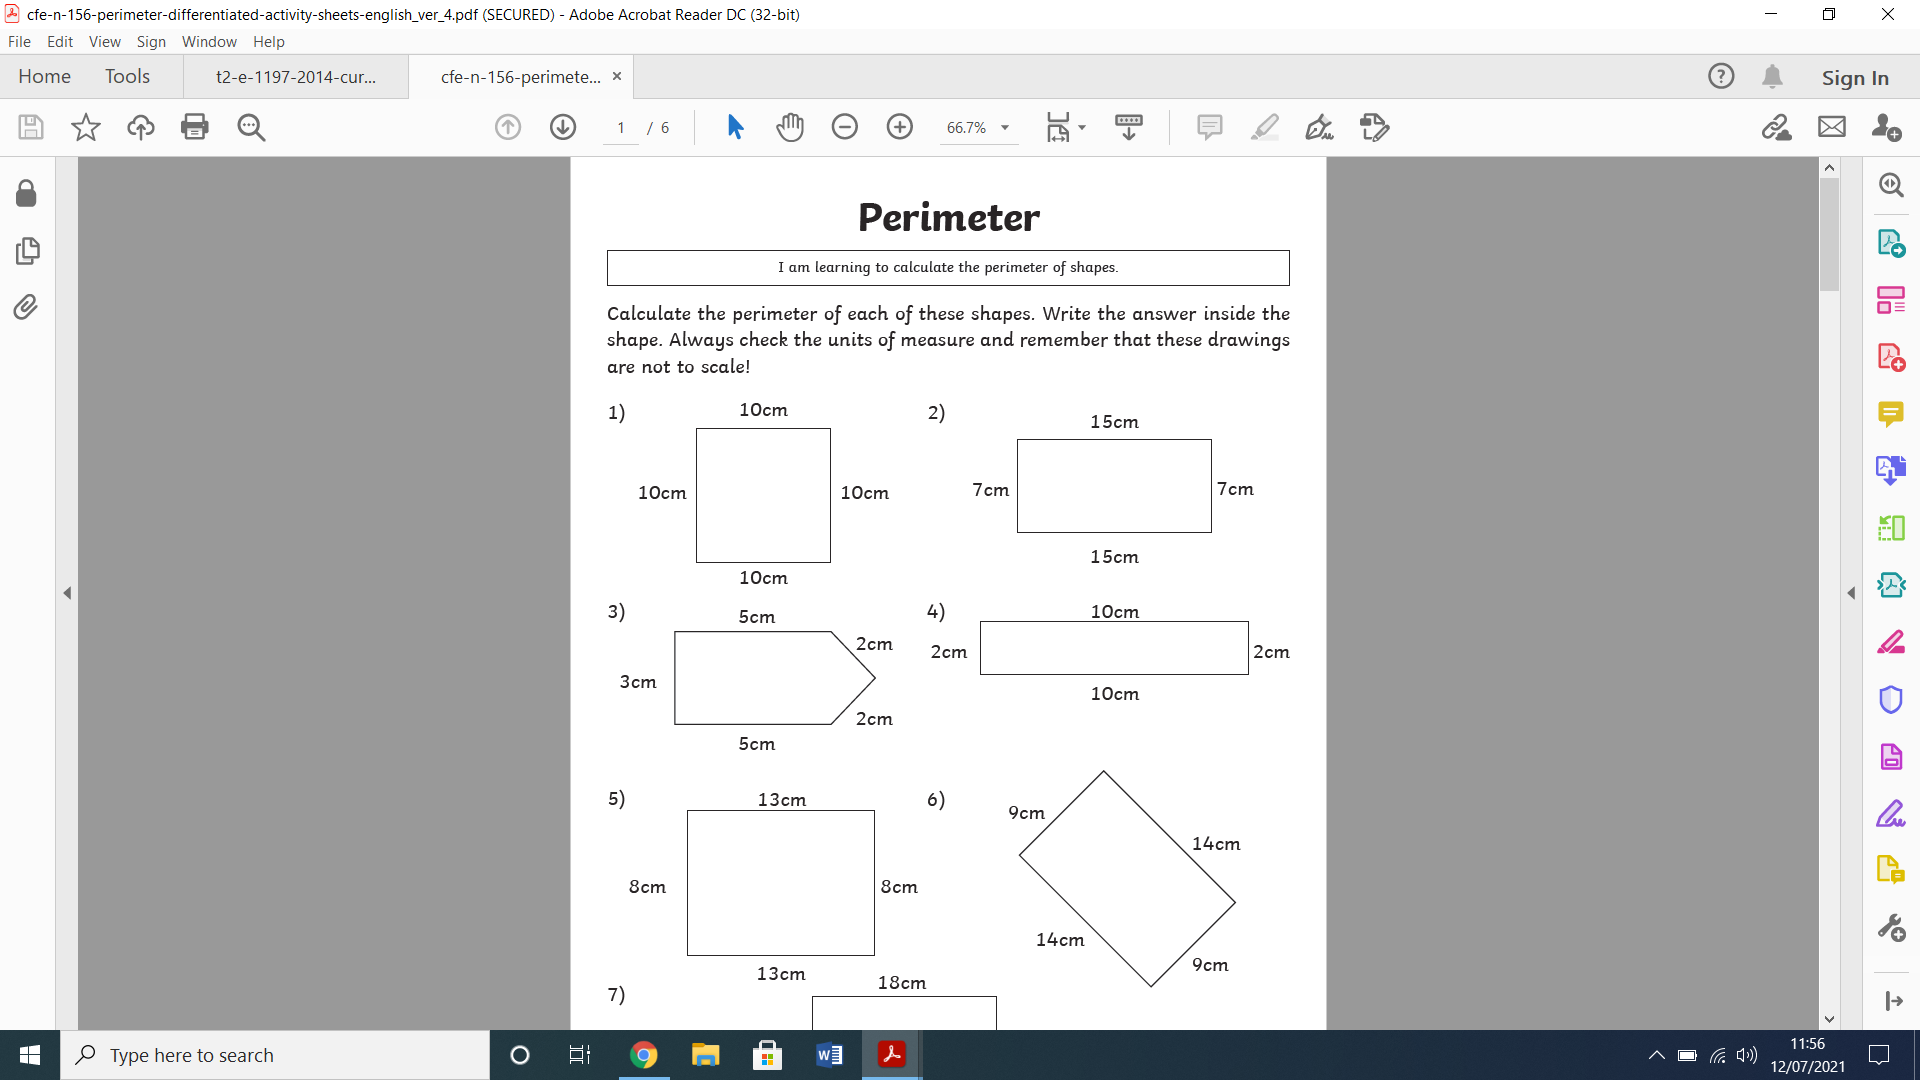 cfe-n-156-perimeter-differentiated-activity-sheets-english_ver_4.pdf (SECURED) - Adobe Acrobat Reader DC (32-bit)
File Edit View Sign Window Help
Home Tools t2-e-1197-2014-cur... cfe-n-156-perimete... × Sign In
1 / 6 66.7%
Perimeter
I am learning to calculate the perimeter of shapes.
Calculate the perimeter of each of these shapes. Write the answer inside the
shape. Always check the units of measure and remember that these drawings
are not to scale!
1) 10cm
10cm 10cm
10cm
2) 15cm
7cm 7cm
15cm
3) 5cm
2cm
3cm
2cm
5cm
4) 10cm
2cm 2cm
10cm
5) 13cm
8cm 8cm
13cm
6) 9cm
14cm
14cm
9cm
7) 18cm
Type here to search
11:56
12/07/2021